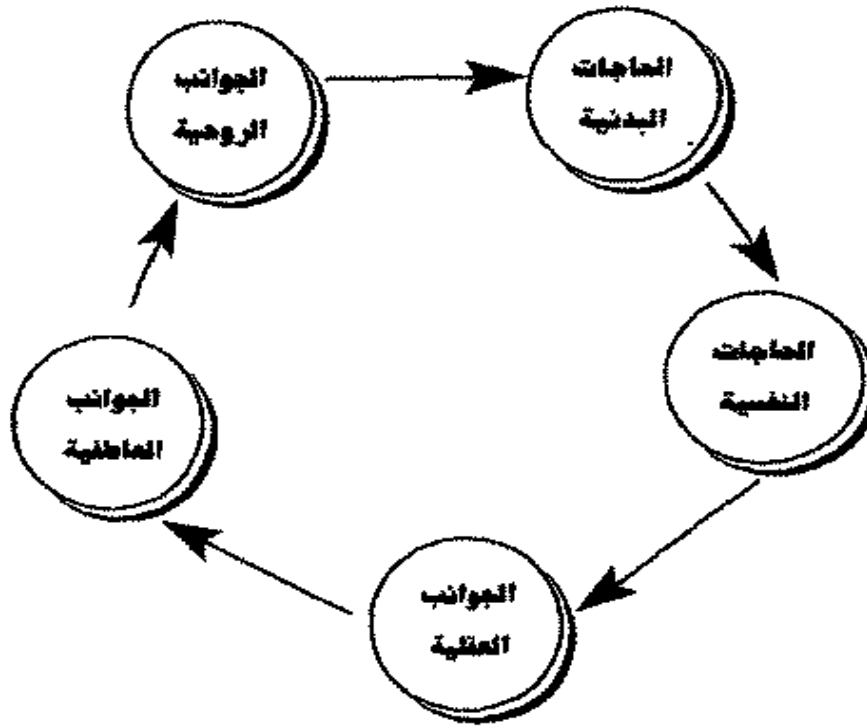 الجوانب
الروحية
الحاجات
البدنية
الحاجات
النفسية
الجوانب
العقلية
الجوانب
العاطفية